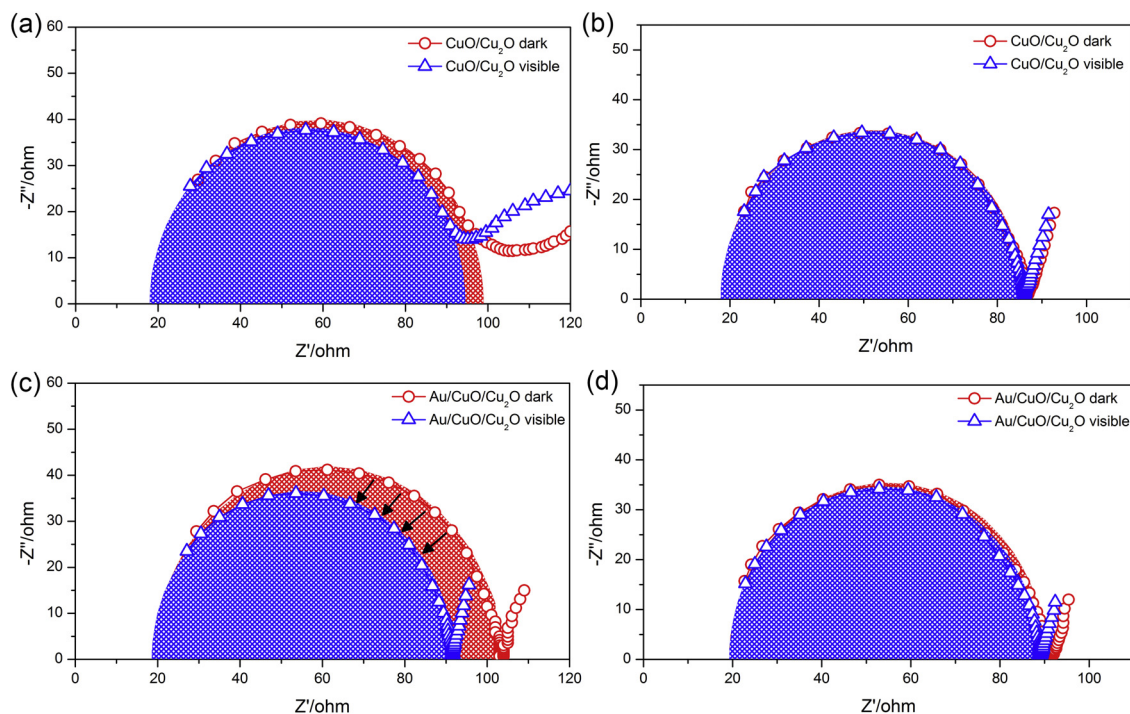 (a)
60
50
40
30
20
10
0
-Z"/ohm
CuO/Cu₂O dark
CuO/Cu₂O visible
0 20 40 60 80 100 120
Z'/ohm
(b)
50
40
30
20
10
0
-Z"/ohm
CuO/Cu₂O dark
CuO/Cu₂O visible
0 20 40 60 80 100
Z'/ohm
(c)
60
50
40
30
20
10
0
-Z"/ohm
Au/CuO/Cu₂O dark
Au/CuO/Cu₂O visible
0 20 40 60 80 100 120
Z'/ohm
(d)
50
40
30
20
10
0
-Z"/ohm
Au/CuO/Cu₂O dark
Au/CuO/Cu₂O visible
0 20 40 60 80 100
Z'/ohm